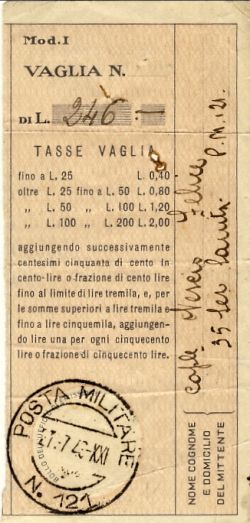 Mod. I
VAGLIA N.
DI L. 246 =
TASSE VAGLIA
fino a L. 25 L. 0,40
oltre L. 25 fino a L. 50 L. 0,80
„ L. 50 „ L. 100 L. 1,20
„ L. 100 „ L. 200 L. 2,00
aggiungendo successivamente
centesimi cinquanta di cento in
cento lire o frazione di cento lire
fino al limite di lire tremila, e, per
le somme superiori a lire tremila e
fino a lire cinquemila, aggiungen-
do lire una per ogni cinquecento
lire o frazione di cinquecento lire.
POSTA MILITARE
N. 121
NOME COGNOME
E DOMICILIO
DEL MITTENTE
Felice
35 P. M. 121.